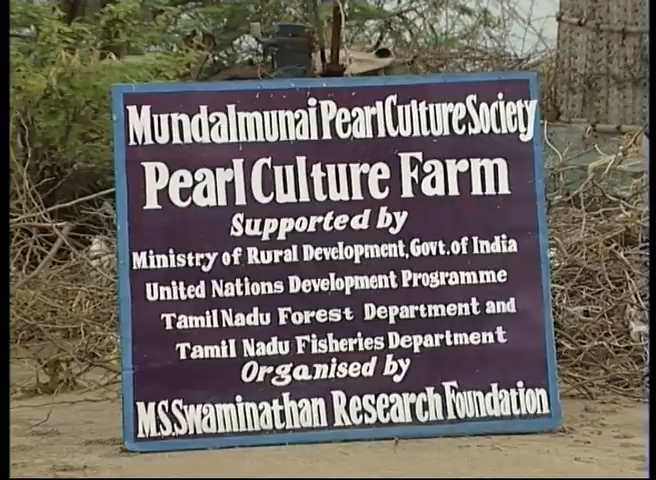 Mundalmunai Pearl Culture Society
Pearl Culture Farm
Supported by
Ministry of Rural Development, Govt. of India
United Nations Development Programme
Tamil Nadu Forest Department and
Tamil Nadu Fisheries Department
Organised by
M.S.Swaminathan Research Foundation